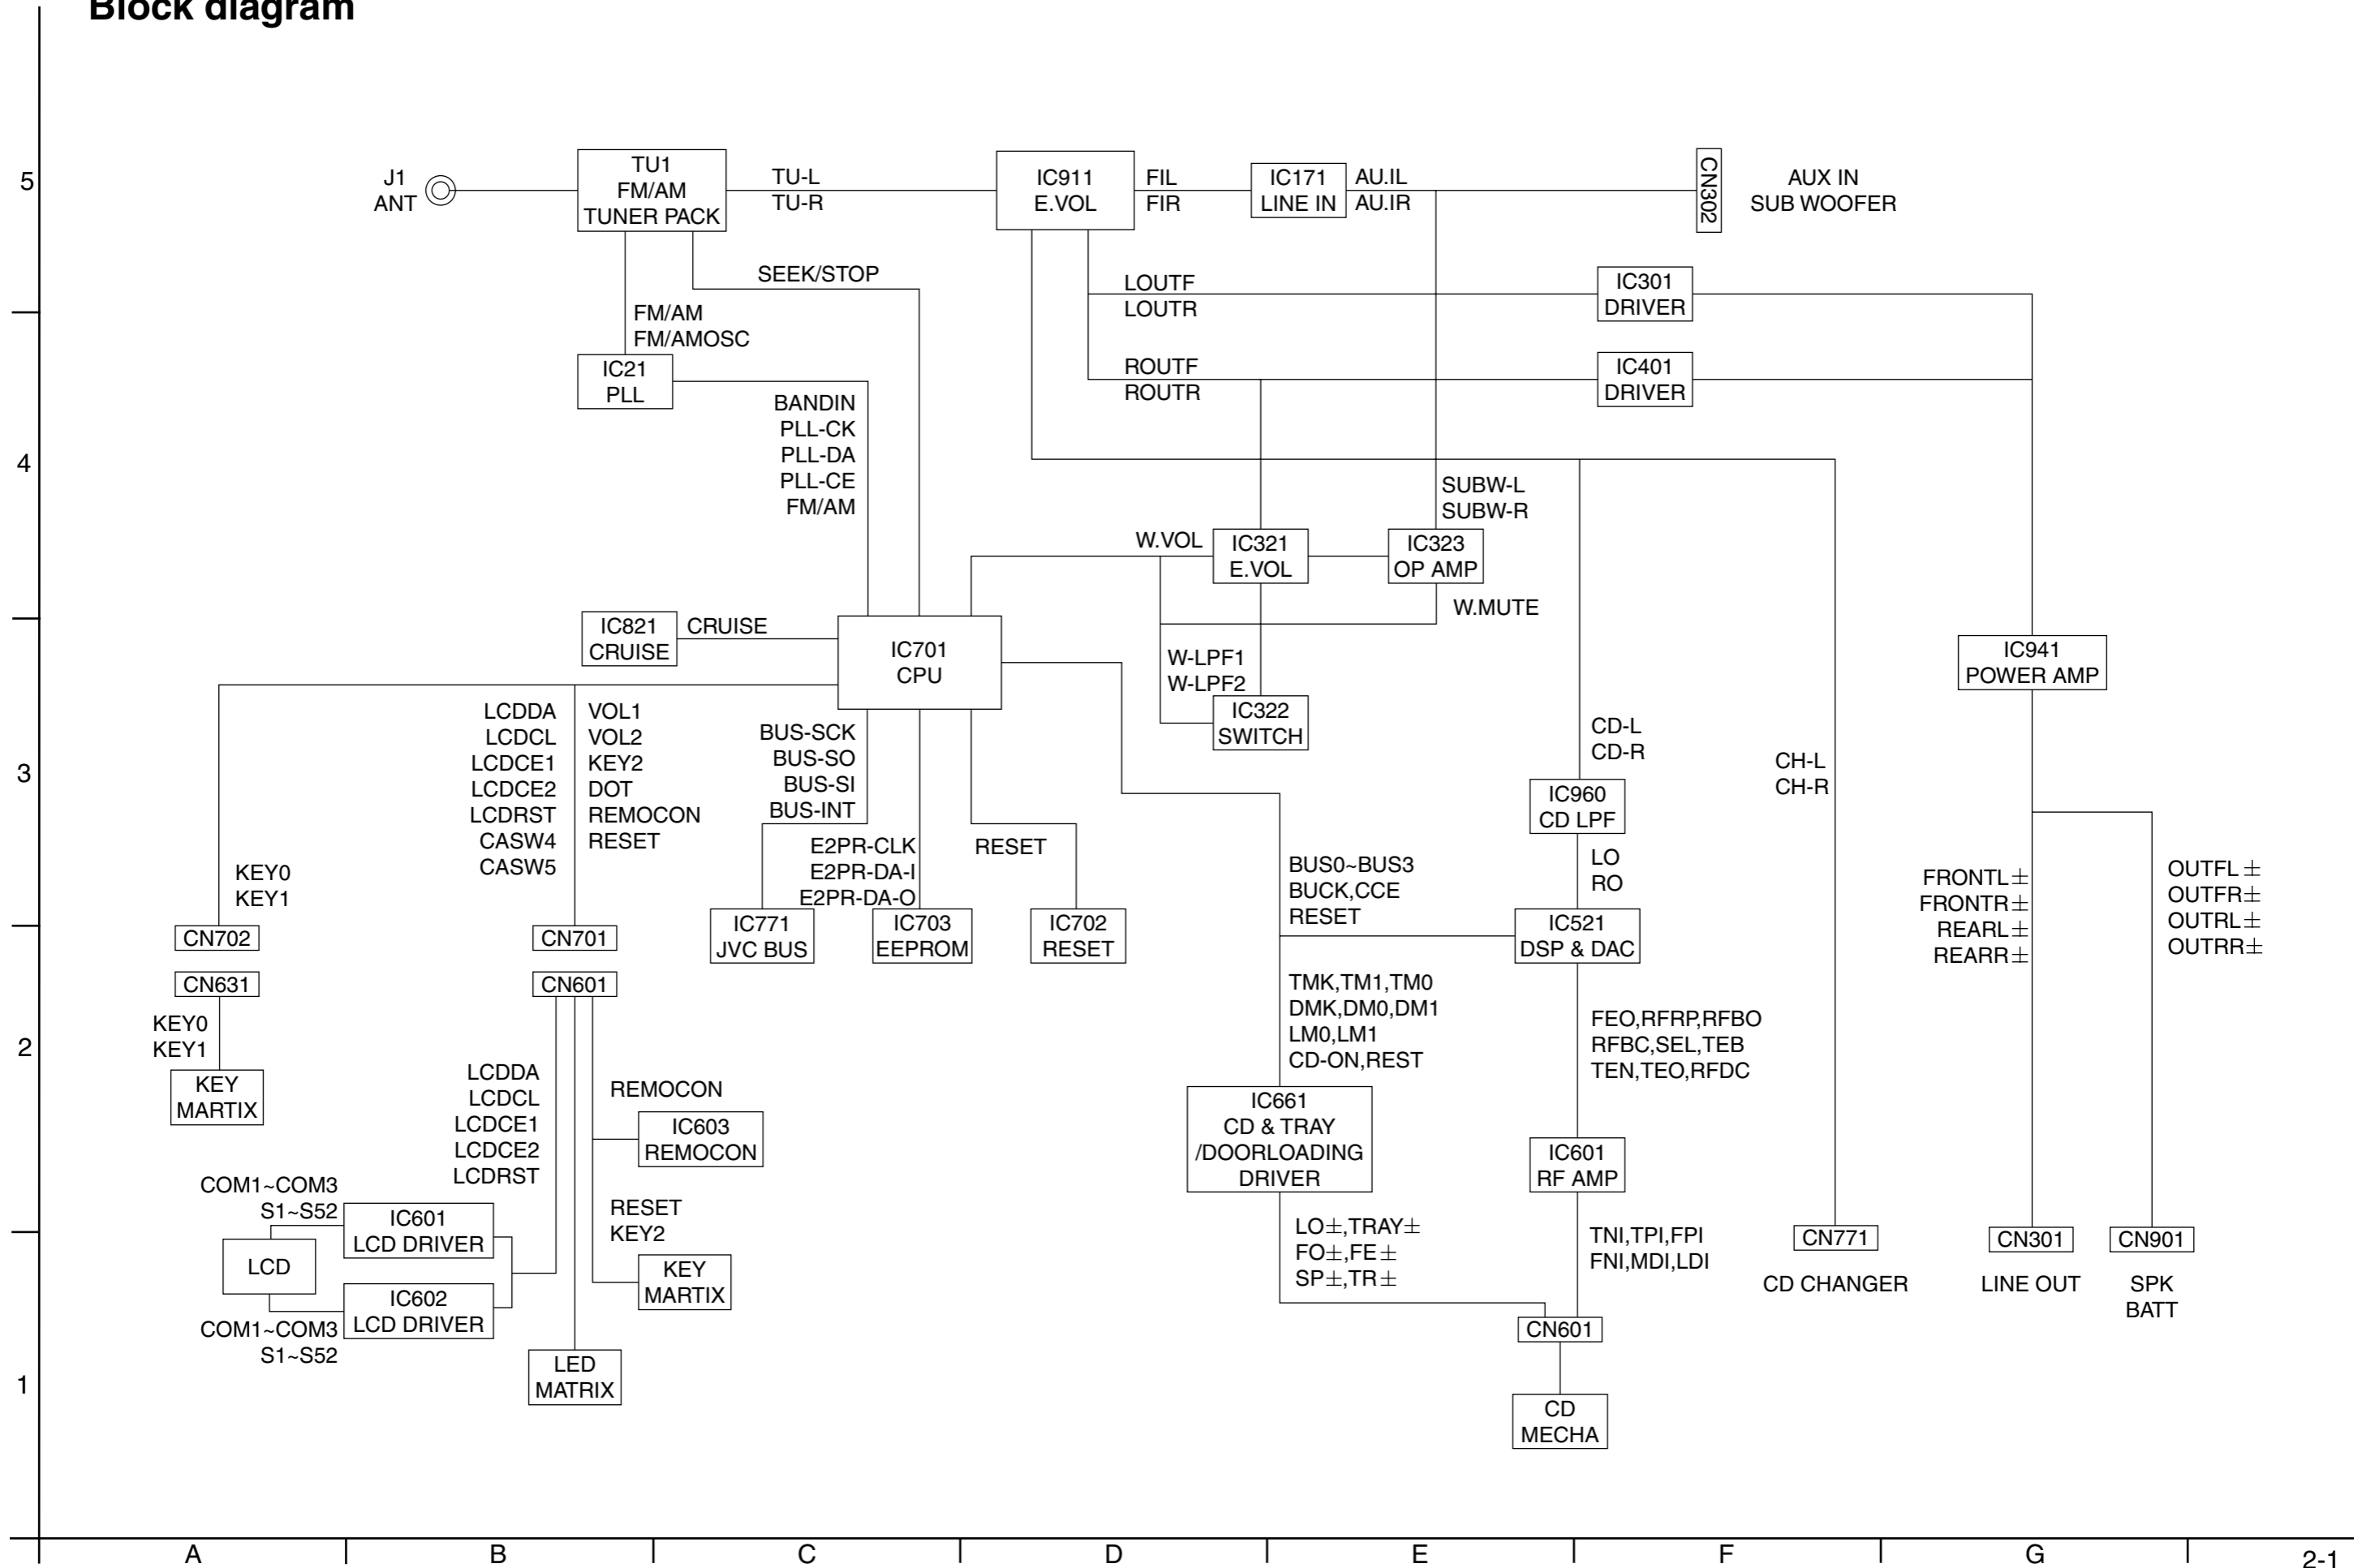 Block diagram
5
J1
ANT
TU1
FM/AM
TUNER PACK
TU-L
TU-R
IC911
E.VOL
FIL
FIR
IC171
LINE IN
AU.IL
AU.IR
CN302
AUX IN
SUB WOOFER
SEEK/STOP
LOUTF
LOUTR
IC301
DRIVER
FM/AM
FM/AMOSC
IC21
PLL
ROUTF
ROUTR
IC401
DRIVER
4
BANDIN
PLL-CK
PLL-DA
PLL-CE
FM/AM
SUBW-L
SUBW-R
W.VOL
IC321
E.VOL
IC323
OP AMP
W.MUTE
IC821
CRUISE
CRUISE
IC701
CPU
W-LPF1
W-LPF2
IC322
SWITCH
IC941
POWER AMP
3
LCDDA
LCDCL
LCDCE1
LCDCE2
LCDRST
CASW4
CASW5
VOL1
VOL2
KEY2
DOT
REMOCON
RESET
BUS-SCK
BUS-SO
BUS-SI
BUS-INT
E2PR-CLK
E2PR-DA-I
E2PR-DA-O
RESET
CD-L
CD-R
IC960
CD LPF
LO
RO
CH-L
CH-R
KEY0
KEY1
BUS0~BUS3
BUCK,CCE
RESET
FRONTL±
FRONTR±
REARL±
REARR±
OUTFL±
OUTFR±
OUTRL±
OUTRR±
CN702
CN701
IC771
JVC BUS
IC703
EEPROM
IC702
RESET
IC521
DSP & DAC
CN631
CN601
2
KEY0
KEY1
KEY
MARTIX
TMK,TM1,TM0
DMK,DM0,DM1
LM0,LM1
CD-ON,REST
FEO,RFRP,RFBO
RFBC,SEL,TEB
TEN,TEO,RFDC
LCDDA
LCDCL
LCDCE1
LCDCE2
LCDRST
REMOCON
IC603
REMOCON
IC661
CD & TRAY
/DOORLOADING
DRIVER
IC601
RF AMP
COM1~COM3
S1~S52
IC601
LCD DRIVER
RESET
KEY2
LO±,TRAY±
FO±,FE±
SP±,TR±
TNI,TPI,FPI
FNI,MDI,LDI
CN771
CD CHANGER
CN301
LINE OUT
CN901
SPK
BATT
LCD
KEY
MARTIX
IC602
LCD DRIVER
COM1~COM3
S1~S52
CN601
1
LED
MATRIX
CD
MECHA
A
B
C
D
E
F
G
2-1